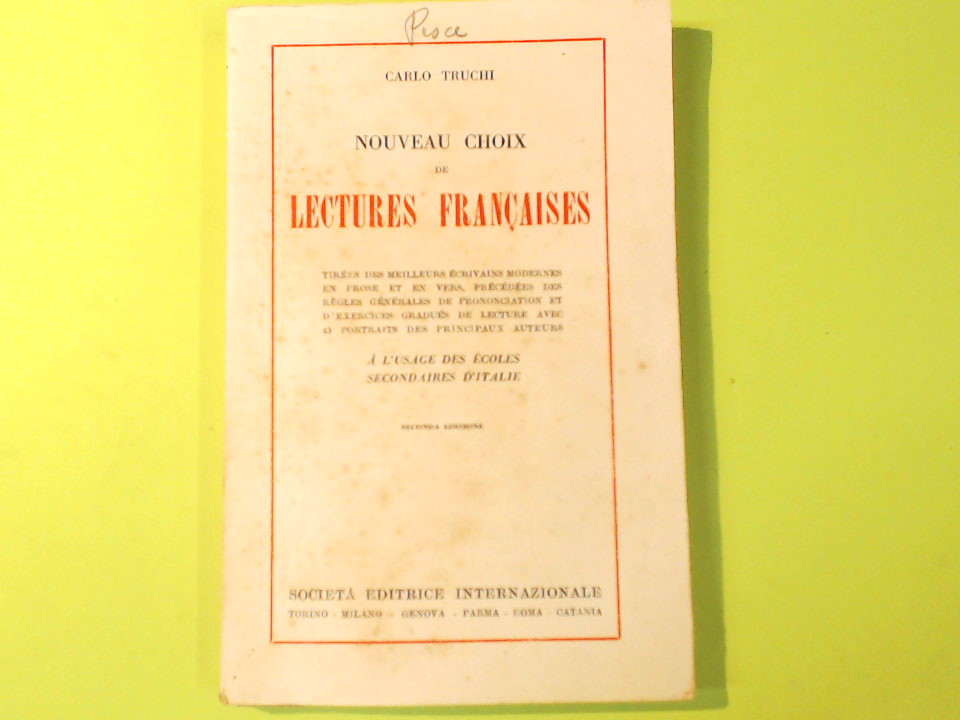 Pesce
CARLO TRUCHI
NOUVEAU CHOIX
DE
LECTURES FRANÇAISES
TIRÉES DES MEILLEURS ÉCRIVAINS MODERNES
EN PROSE ET EN VERS, PRÉCÉDÉES DES
RÈGLES GÉNÉRALES DE PRONONCIATION ET
D'EXERCICES GRADUÉS DE LECTURE AVEC
43 PORTRAITS DES PRINCIPAUX AUTEURS
À L'USAGE DES ÉCOLES
SECONDAIRES D'ITALIE
SECONDA EDIZIONE
SOCIETÀ EDITRICE INTERNAZIONALE
TORINO - MILANO - GENOVA - PARMA - ROMA - CATANIA